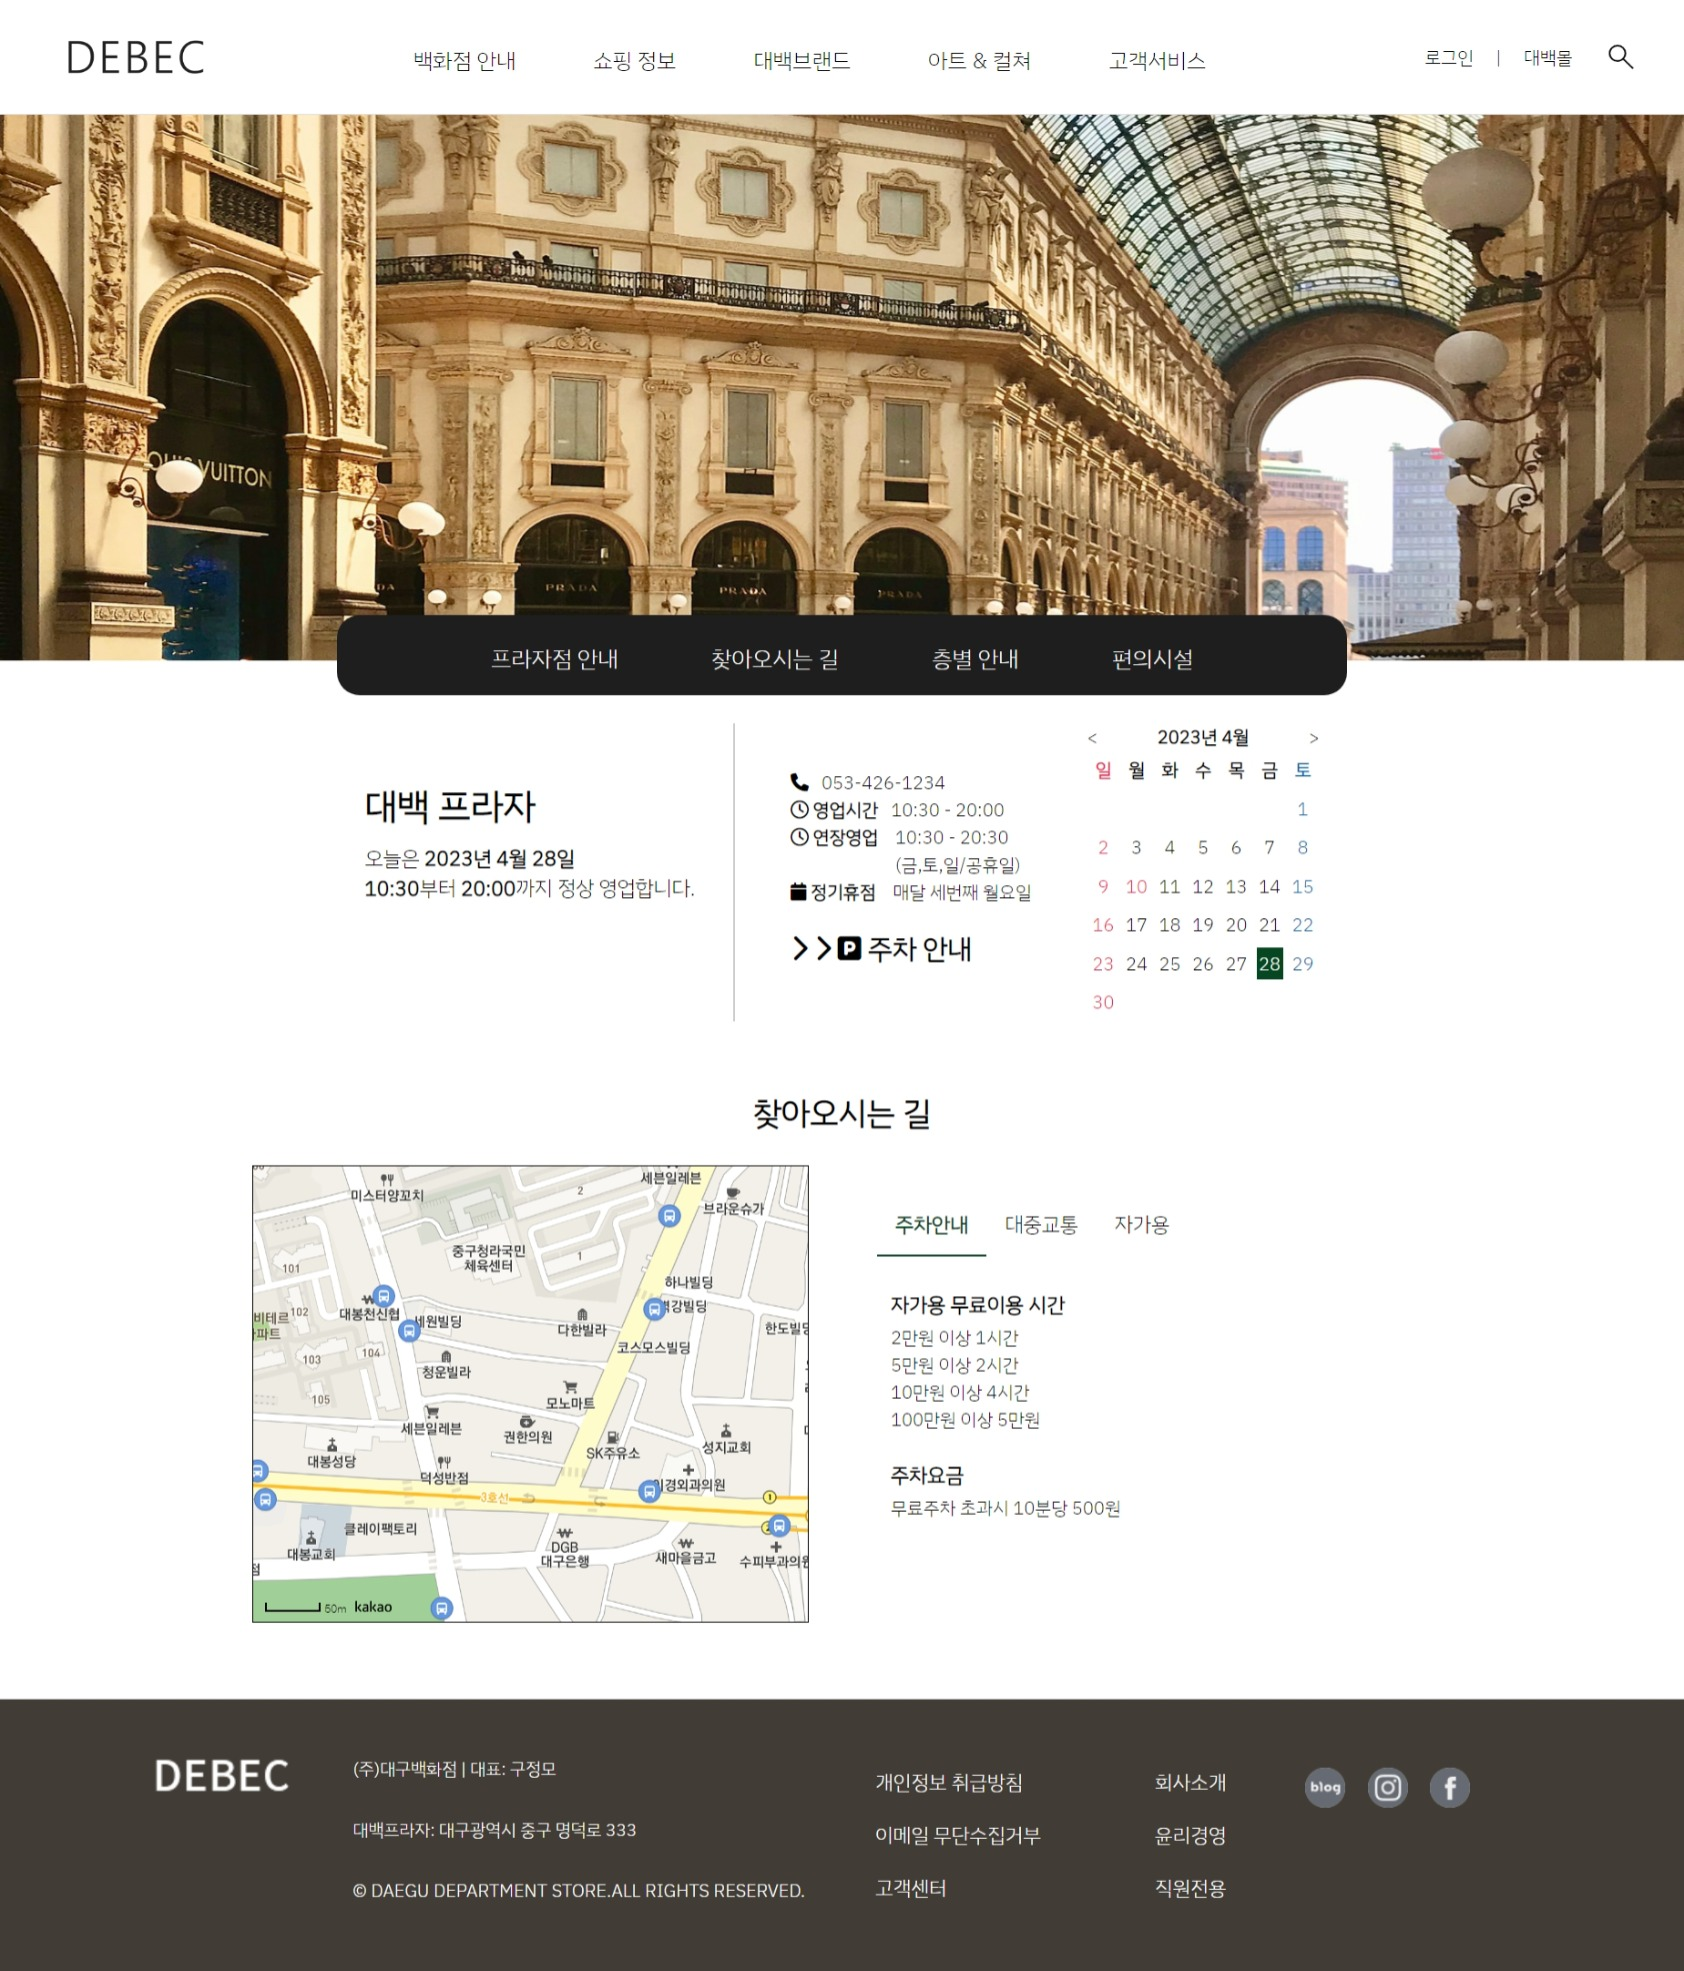 DEBEC
백화점 안내
쇼핑 정보
대백브랜드
아트 & 컬쳐
고객서비스
로그인 | 대백몰
VUITTON
PRADA
PRADA
PRADA
프라자점 안내
찾아오시는 길
층별 안내
편의시설
대백 프라자
오늘은 2023년 4월 28일
10:30부터 20:00까지 정상 영업합니다.
053-426-1234
영업시간 10:30 - 20:00
연장영업 10:30 - 20:30
(금,토,일/공휴일)
정기휴점 매달 세번째 월요일
P 주차 안내
< 2023년 4월 >
일 월 화 수 목 금 토
1
2 3 4 5 6 7 8
9 10 11 12 13 14 15
16 17 18 19 20 21 22
23 24 25 26 27 28 29
30
찾아오시는 길
미스터양꼬치
2
세븐일레븐
브라운슈가
중구청라국민
체육센터
1
101
하나빌딩
비테르
파트
102
대봉천신협
세원빌딩
다한빌라
강빌딩
한도빌딩
코스모스빌딩
103
104
청운빌라
105
모노마트
세븐일레븐
권한의원
SK주유소
성지교회
대봉성당
덕성반점
이경외과의원
3호선
1
클레이팩토리
대봉교회
DGB
대구은행
새마을금고
수피부과의원
점
50m kakao
주차안내
대중교통
자가용
자가용 무료이용 시간
2만원 이상 1시간
5만원 이상 2시간
10만원 이상 4시간
100만원 이상 5만원
주차요금
무료주차 초과시 10분당 500원
DEBEC
(주)대구백화점 | 대표: 구정모
대백프라자: 대구광역시 중구 명덕로 333
© DAEGU DEPARTMENT STORE.ALL RIGHTS RESERVED.
개인정보 취급방침
이메일 무단수집거부
고객센터
회사소개
윤리경영
직원전용
blog